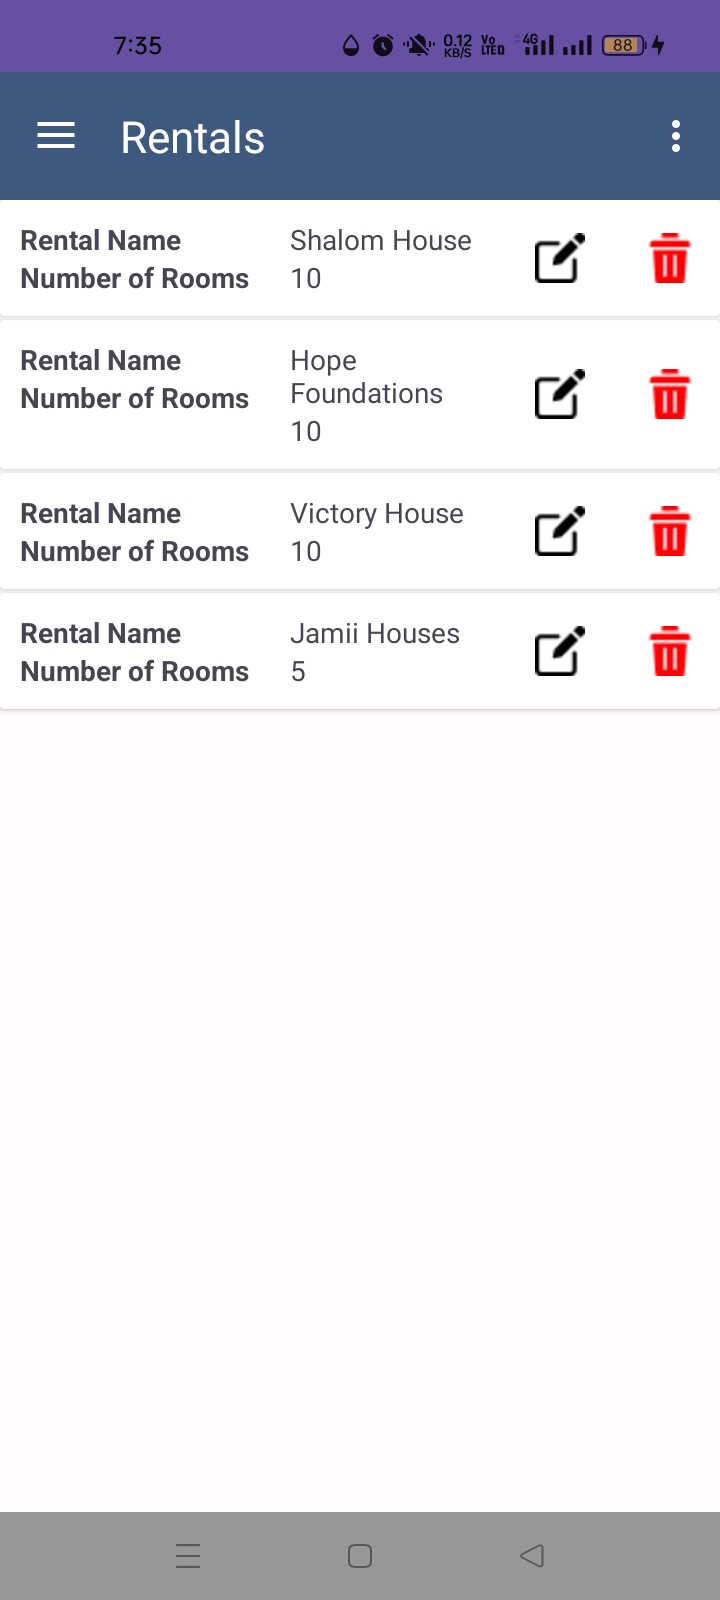 7:35 0.12 KB/S Vo LTED 4G 88
Rentals
Rental Name Shalom House
Number of Rooms 10
Rental Name Hope
Foundations
Number of Rooms 10
Rental Name Victory House
Number of Rooms 10
Rental Name Jamii Houses
Number of Rooms 5